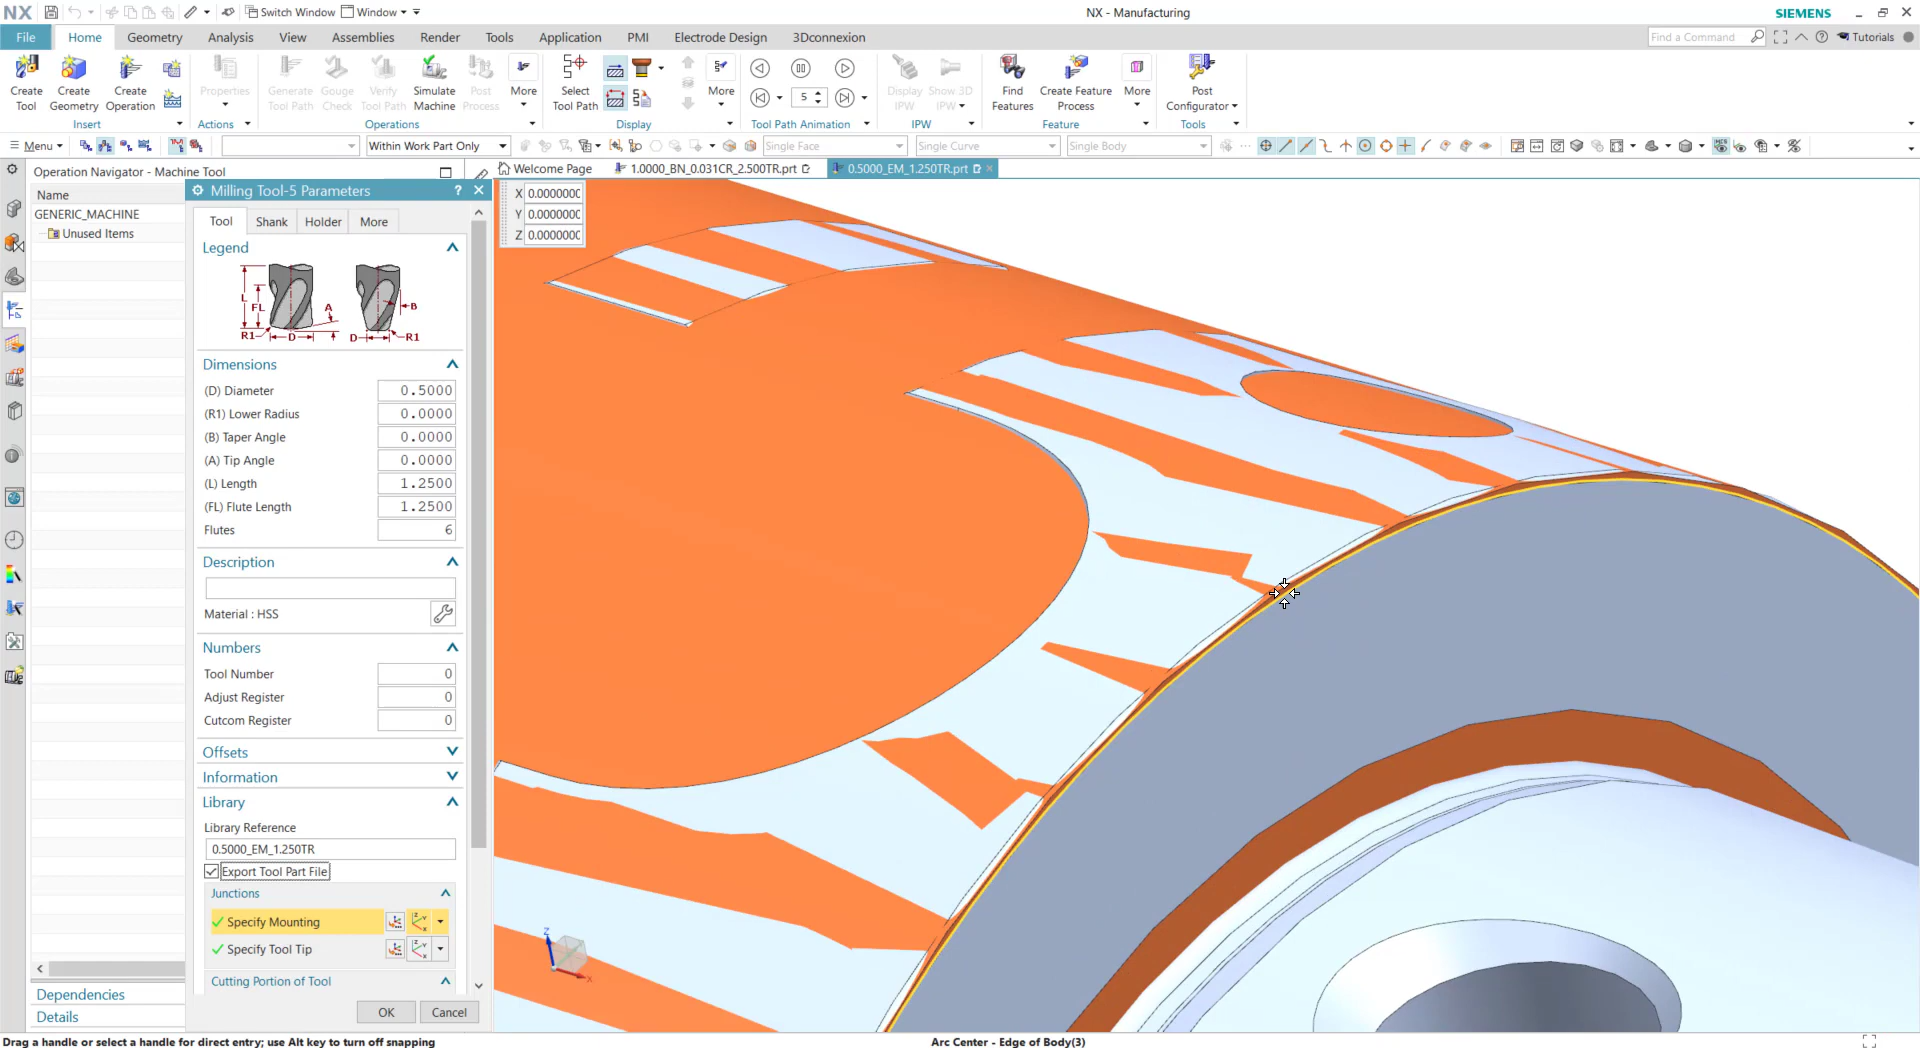 NX
Switch Window
Window
NX - Manufacturing
SIEMENS
File
Home
Geometry
Analysis
View
Assemblies
Render
Tools
Application
PMI
Electrode Design
3Dconnexion
Find a Command
Tutorials
Create Tool
Create Geometry
Create Operation
Properties
Generate Tool Path
Gouge Check
Verify Tool Path
Simulate Machine
Post Process
More
Select Tool Path
More
5
Display IPW
Show 3D IPW
Find Features
Create Feature Process
More
Post Configurator
Insert
Actions
Operations
Display
Tool Path Animation
IPW
Feature
Tools
Menu
Within Work Part Only
Single Face
Single Curve
Single Body
Operation Navigator - Machine Tool
Welcome Page
1.0000_BN_0.031CR_2.500TR.prt
0.5000_EM_1.250TR.prt
Name
GENERIC_MACHINE
Unused Items
Milling Tool-5 Parameters
?
X 0.0000000
Y 0.0000000
Z 0.0000000
Tool
Shank
Holder
More
Legend
L
FL
A
B
R1
D
D
R1
Dimensions
(D) Diameter 0.5000
(R1) Lower Radius 0.0000
(B) Taper Angle 0.0000
(A) Tip Angle 0.0000
(L) Length 1.2500
(FL) Flute Length 1.2500
Flutes 6
Description
Material : HSS
Numbers
Tool Number 0
Adjust Register 0
Cutcom Register 0
Offsets
Information
Library
Library Reference
0.5000_EM_1.250TR
Export Tool Part File
Junctions
Specify Mounting
Specify Tool Tip
Cutting Portion of Tool
OK
Cancel
Dependencies
Details
Z
X
Drag a handle or select a handle for direct entry; use Alt key to turn off snapping
Arc Center - Edge of Body(3)